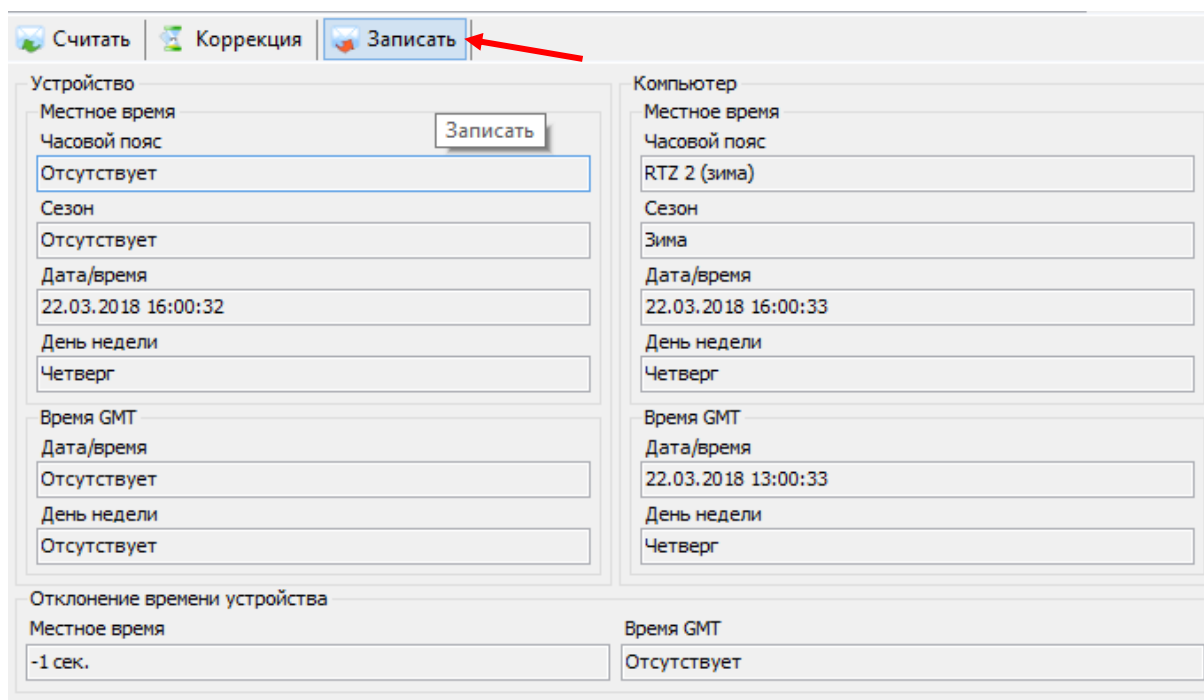 Считать Коррекция Записать
Устройство
Местное время
Записать
Часовой пояс
Отсутствует
Сезон
Отсутствует
Дата/время
22.03.2018 16:00:32
День недели
Четверг
Время GMT
Дата/время
Отсутствует
День недели
Отсутствует
Компьютер
Местное время
Часовой пояс
RTZ 2 (зима)
Сезон
Зима
Дата/время
22.03.2018 16:00:33
День недели
Четверг
Время GMT
Дата/время
22.03.2018 13:00:33
День недели
Четверг
Отклонение времени устройства
Местное время
-1 сек.
Время GMT
Отсутствует